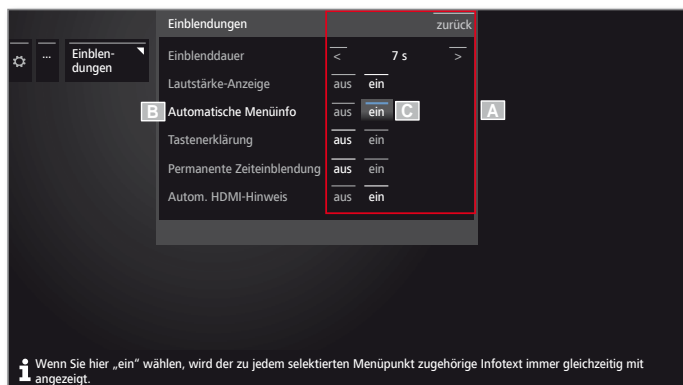 Einblendungen zurück
... Einblen-
dungen
Einblenddauer < 7 s >
Lautstärke-Anzeige aus ein
B Automatische Menüinfo aus ein C A
Tastenerklärung aus ein
Permanente Zeiteinblendung aus ein
Autom. HDMI-Hinweis aus ein
i Wenn Sie hier „ein“ wählen, wird der zu jedem selektierten Menüpunkt zugehörige Infotext immer gleichzeitig mit
angezeigt.